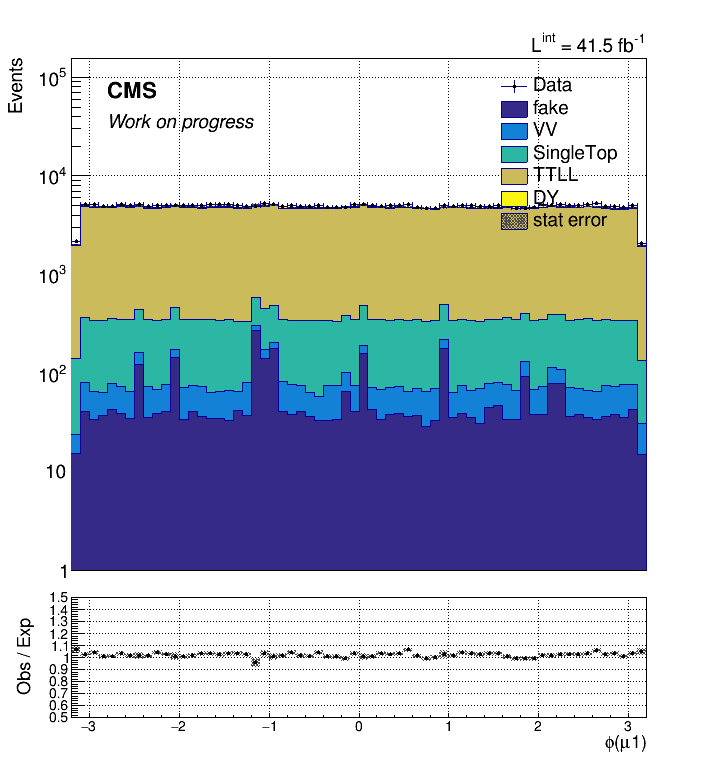 L^int = 41.5 fb^-1
Events
10^5
10^4
10^3
10^2
10
1
CMS
Work on progress
Data
fake
VV
SingleTop
TTLL
DY
stat error
Obs / Exp
1.5
1.4
1.3
1.2
1.1
1
0.9
0.8
0.7
0.6
0.5
−3 −2 −1 0 1 2 3
ϕ(μ1)